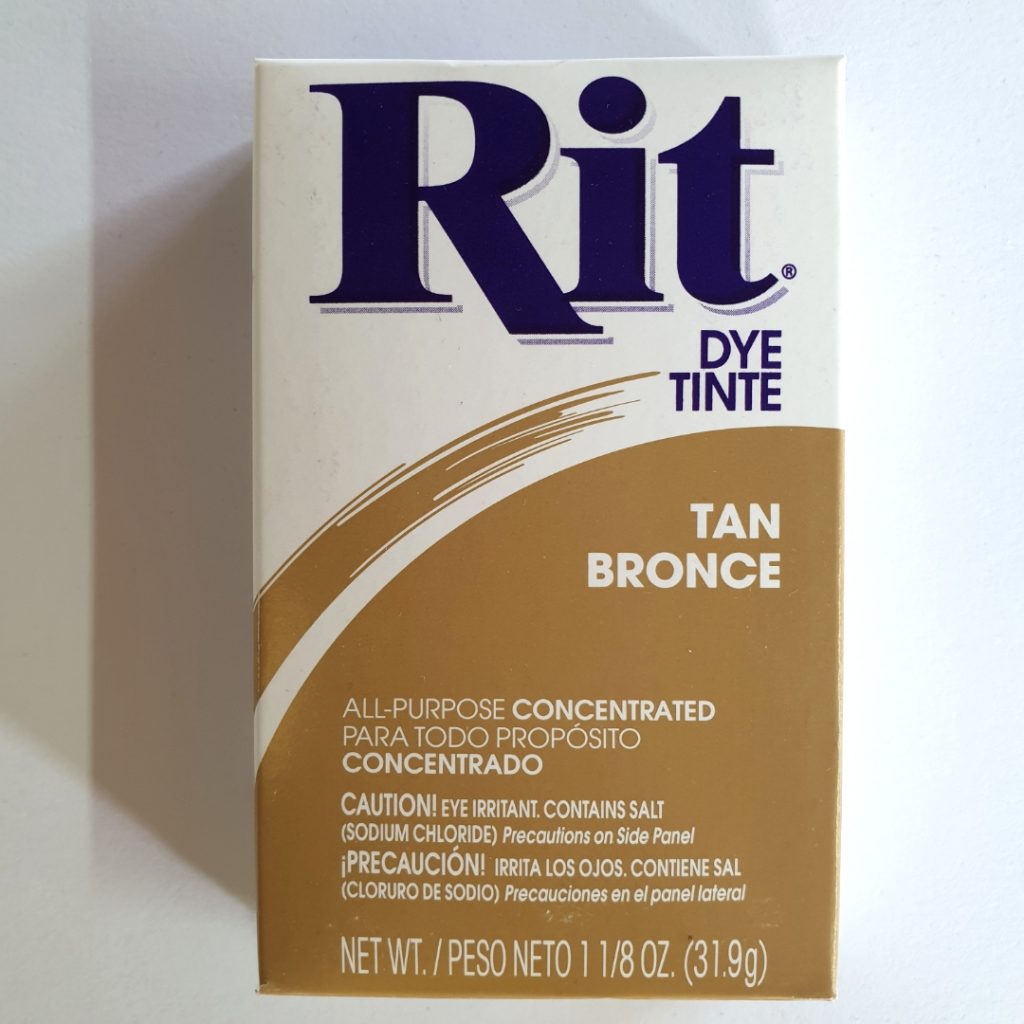 Rit®
DYE
TINTE
TAN
BRONCE
ALL-PURPOSE CONCENTRATED
PARA TODO PROPÓSITO
CONCENTRADO
CAUTION! EYE IRRITANT. CONTAINS SALT
(SODIUM CHLORIDE) Precautions on Side Panel
¡PRECAUCIÓN! IRRITA LOS OJOS. CONTIENE SAL
(CLORURO DE SODIO) Precauciones en el panel lateral
NET WT. / PESO NETO 1 1/8 OZ. (31.9g)